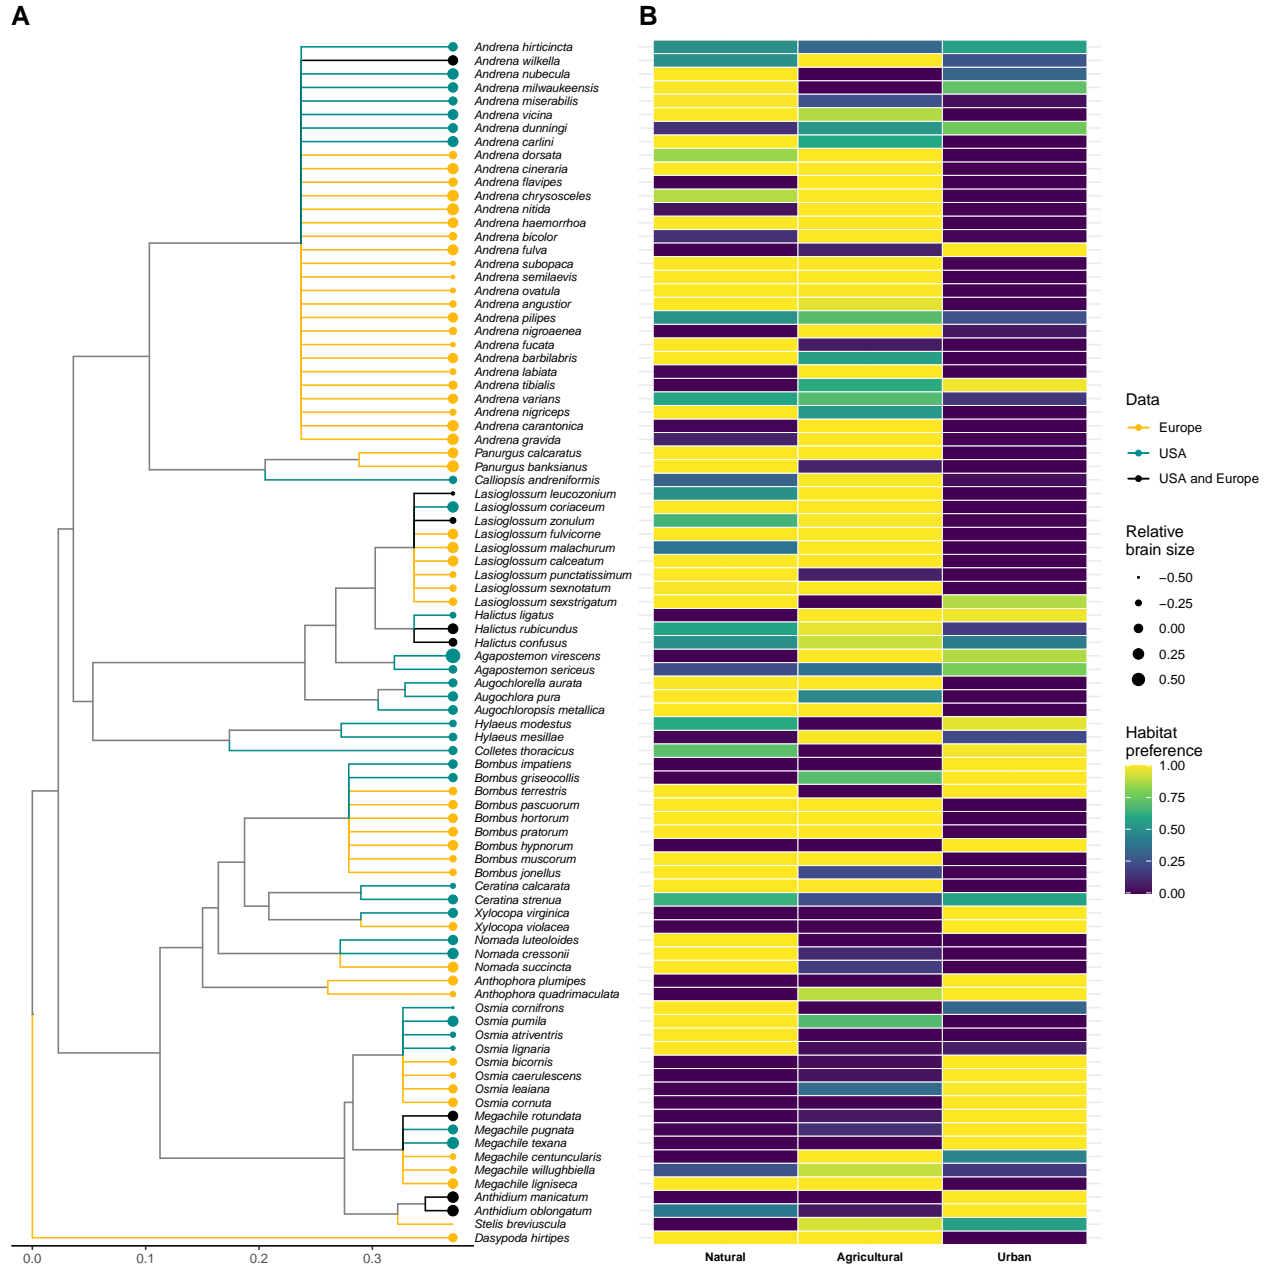 A
B
Andrena hirticincta
Andrena wilkella
Andrena nubecula
Andrena milwaukeensis
Andrena miserabilis
Andrena vicina
Andrena dunningi
Andrena carlini
Andrena dorsata
Andrena cineraria
Andrena flavipes
Andrena chrysosceles
Andrena nitida
Andrena haemorrhoa
Andrena bicolor
Andrena fulva
Andrena subopaca
Andrena semilaevis
Andrena ovatula
Andrena angustior
Andrena pilipes
Andrena nigroaenea
Andrena fucata
Andrena barbilabris
Andrena labiata
Andrena tibialis
Andrena varians
Andrena nigriceps
Andrena carantonica
Andrena gravida
Panurgus calcaratus
Panurgus banksianus
Calliopsis andreniformis
Lasioglossum leucozonium
Lasioglossum coriaceum
Lasioglossum zonulum
Lasioglossum fulvicorne
Lasioglossum malachurum
Lasioglossum calceatum
Lasioglossum punctatissimum
Lasioglossum sexnotatum
Lasioglossum sexstrigatum
Halictus ligatus
Halictus rubicundus
Halictus confusus
Agapostemon virescens
Agapostemon sericeus
Augochlorella aurata
Augochlora pura
Augochloropsis metallica
Hylaeus modestus
Hylaeus mesillae
Colletes thoracicus
Bombus impatiens
Bombus griseocollis
Bombus terrestris
Bombus pascuorum
Bombus hortorum
Bombus pratorum
Bombus hypnorum
Bombus muscorum
Bombus jonellus
Ceratina calcarata
Ceratina strenua
Xylocopa virginica
Xylocopa violacea
Nomada luteoloides
Nomada cressonii
Nomada succincta
Anthophora plumipes
Anthophora quadrimaculata
Osmia cornifrons
Osmia pumila
Osmia atriventris
Osmia lignaria
Osmia bicornis
Osmia caerulescens
Osmia leaiana
Osmia cornuta
Megachile rotundata
Megachile pugnata
Megachile texana
Megachile centuncularis
Megachile willughbiella
Megachile ligniseca
Anthidium manicatum
Anthidium oblongatum
Stelis breviuscula
Dasypoda hirtipes
0.0 0.1 0.2 0.3
Natural Agricultural Urban
Data
Europe
USA
USA and Europe
Relative
brain size
−0.50
−0.25
0.00
0.25
0.50
Habitat
preference
1.00
0.75
0.50
0.25
0.00